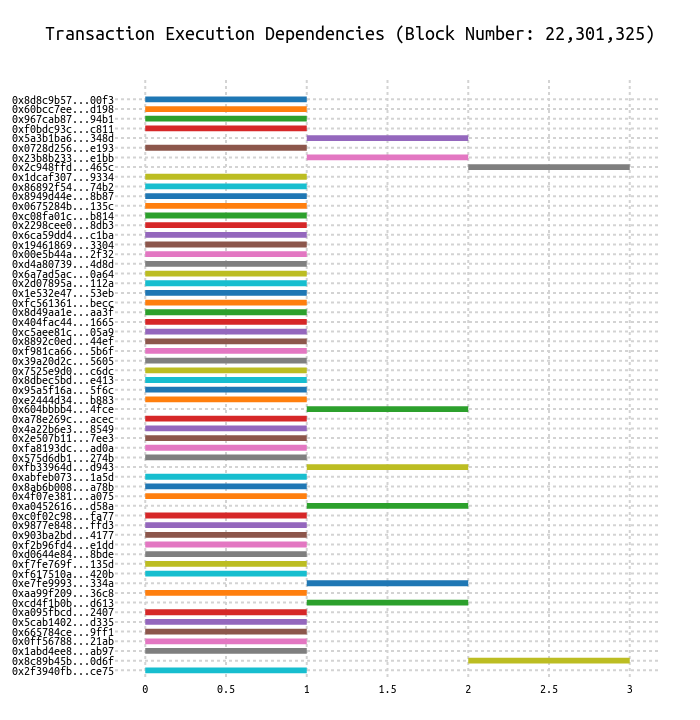 Transaction Execution Dependencies (Block Number: 22,301,325)
0x8d8c9b57...00f3
0x60bcc7ee...d198
0x967cab87...94b1
0xf0bdc93c...c811
0x5a3b1ba6...348d
0x0728d256...e193
0x23b8b233...e1bb
0x2c948ffd...465c
0x1dcaf307...9334
0x86892f54...74b2
0x8949d44e...8b87
0x0675284b...135c
0xc08fa01c...b814
0x2298cee0...8db3
0x6ca59dd4...c1ba
0x19461869...3304
0x00e5b44a...2f32
0xd4a80739...4d8d
0x6a7ad5ac...0a64
0x2d07895a...112a
0x1e532e47...53eb
0xfc561361...becc
0x8d49aa1e...aa3f
0x404fac44...1665
0xc5aee81c...05a9
0x8892c0ed...44ef
0xf981ca66...5b6f
0x39a20d2c...5605
0x7525e9d0...c6dc
0x8dbec5bd...e413
0x95a5f16a...5f6c
0xe2444d34...b883
0x604bbbb4...4fce
0xa78e269c...acec
0x4a22b6e3...8549
0x2e507b11...7ee3
0xfa8193dc...ad0a
0x575d6db1...274b
0xfb33964d...d943
0xabfeb073...1a5d
0x8ab6b008...a78b
0x4f07e381...a075
0xa0452616...d58a
0xc0f02c98...fa77
0x9877e848...ffd3
0x903ba2bd...4177
0xf2b96fd4...e1dd
0xd0644e84...8bde
0xf7fe769f...135d
0xf617510a...420b
0xe7fe9993...334a
0xaa99f209...36c8
0xcd4f1b0b...d613
0xa095fbcd...2407
0x5cab1402...d335
0x665784ce...9ff1
0x0ff56788...21ab
0x1abd4ee8...ab97
0x8c89b45b...0d6f
0x2f3940fb...ce75
0 0.5 1 1.5 2 2.5 3